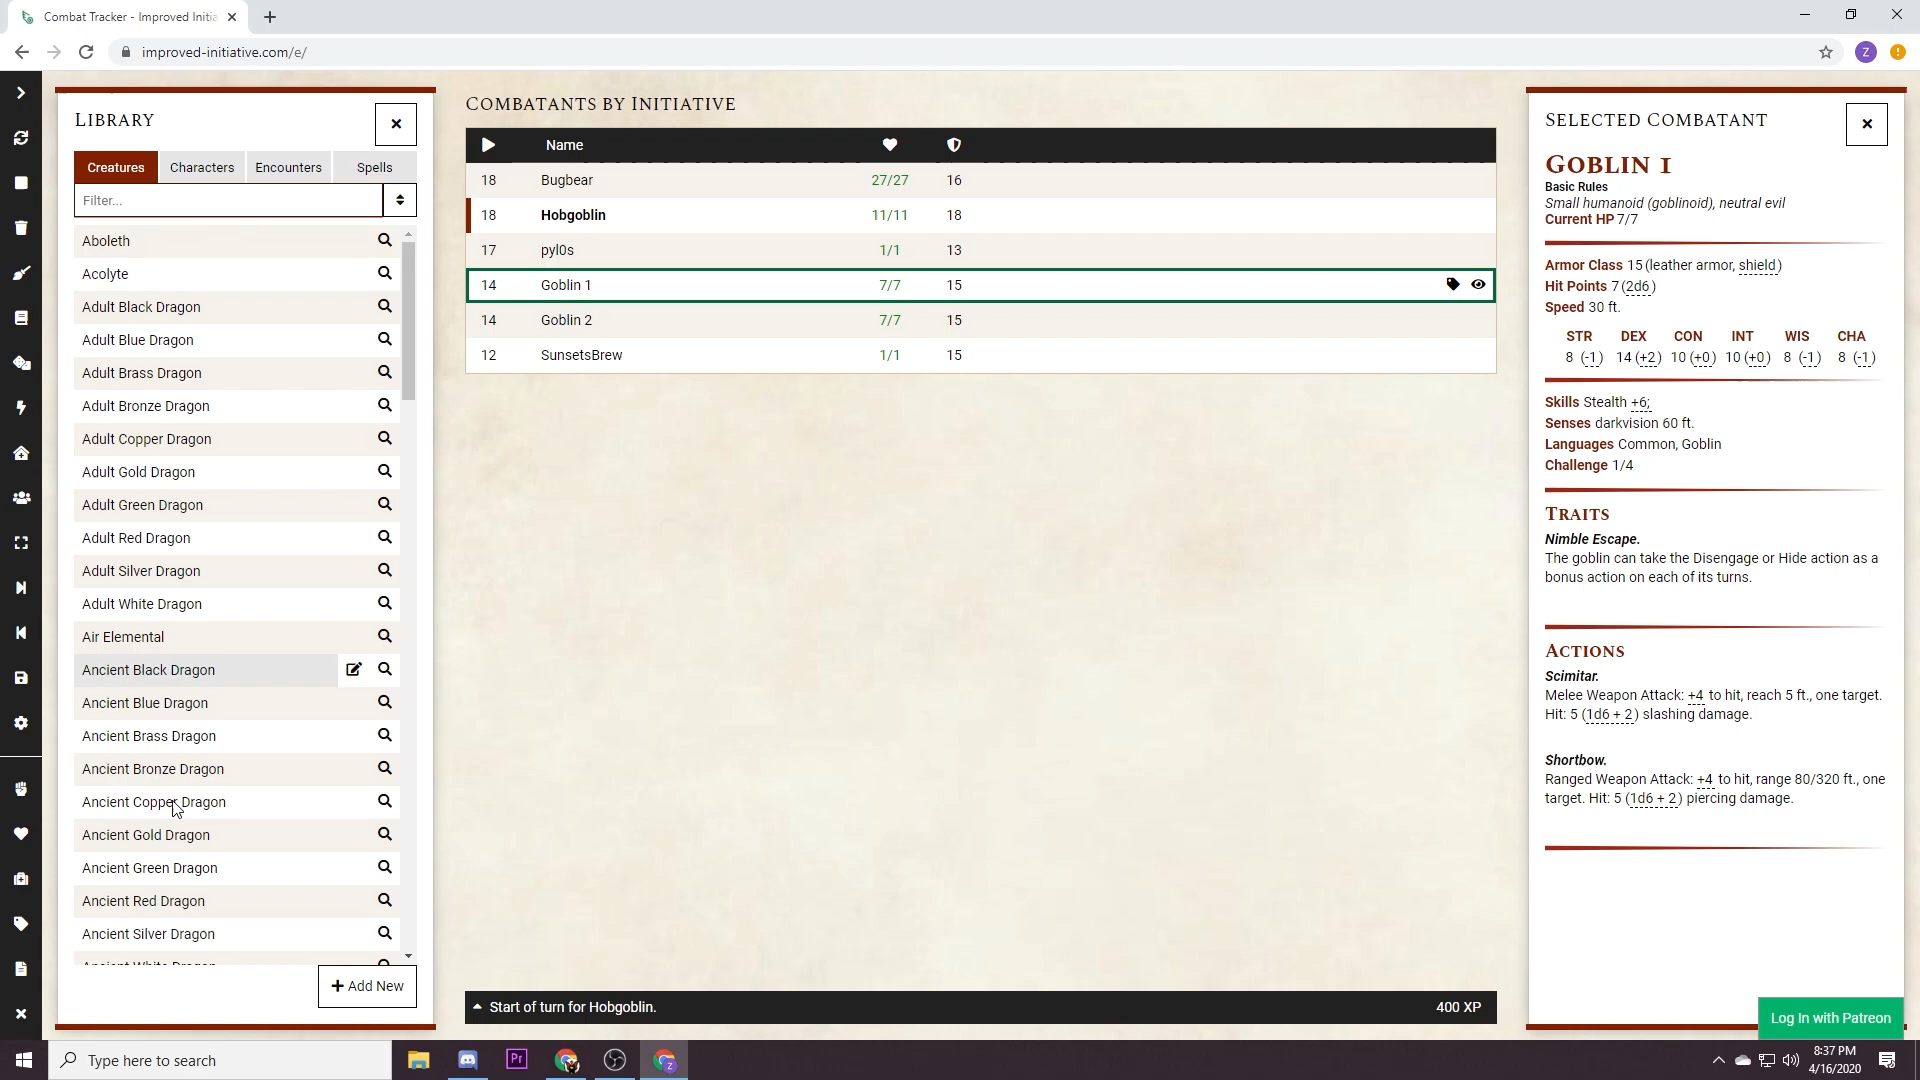 Combat Tracker - Improved Initia
improved-initiative.com/e/
Z
Library
Creatures
Characters
Encounters
Spells
Filter...
Aboleth
Acolyte
Adult Black Dragon
Adult Blue Dragon
Adult Brass Dragon
Adult Bronze Dragon
Adult Copper Dragon
Adult Gold Dragon
Adult Green Dragon
Adult Red Dragon
Adult Silver Dragon
Adult White Dragon
Air Elemental
Ancient Black Dragon
Ancient Blue Dragon
Ancient Brass Dragon
Ancient Bronze Dragon
Ancient Copper Dragon
Ancient Gold Dragon
Ancient Green Dragon
Ancient Red Dragon
Ancient Silver Dragon
Ancient White Dragon
Add New
Combatants by Initiative
Name
18 Bugbear 27/27 16
18 Hobgoblin 11/11 18
17 pyl0s 1/1 13
14 Goblin 1 7/7 15
14 Goblin 2 7/7 15
12 SunsetsBrew 1/1 15
Start of turn for Hobgoblin. 400 XP
Selected Combatant
Goblin 1
Basic Rules
Small humanoid (goblinoid), neutral evil
Current HP 7/7
Armor Class 15 (leather armor, shield)
Hit Points 7 (2d6)
Speed 30 ft.
STR DEX CON INT WIS CHA
8 (-1) 14 (+2) 10 (+0) 10 (+0) 8 (-1) 8 (-1)
Skills Stealth +6;
Senses darkvision 60 ft.
Languages Common, Goblin
Challenge 1/4
Traits
Nimble Escape.
The goblin can take the Disengage or Hide action as a
bonus action on each of its turns.
Actions
Scimitar.
Melee Weapon Attack: +4 to hit, reach 5 ft., one target.
Hit: 5 (1d6 + 2) slashing damage.
Shortbow.
Ranged Weapon Attack: +4 to hit, range 80/320 ft., one
target. Hit: 5 (1d6 + 2) piercing damage.
Log In with Patreon
Type here to search
Pr
Z
8:37 PM
4/16/2020